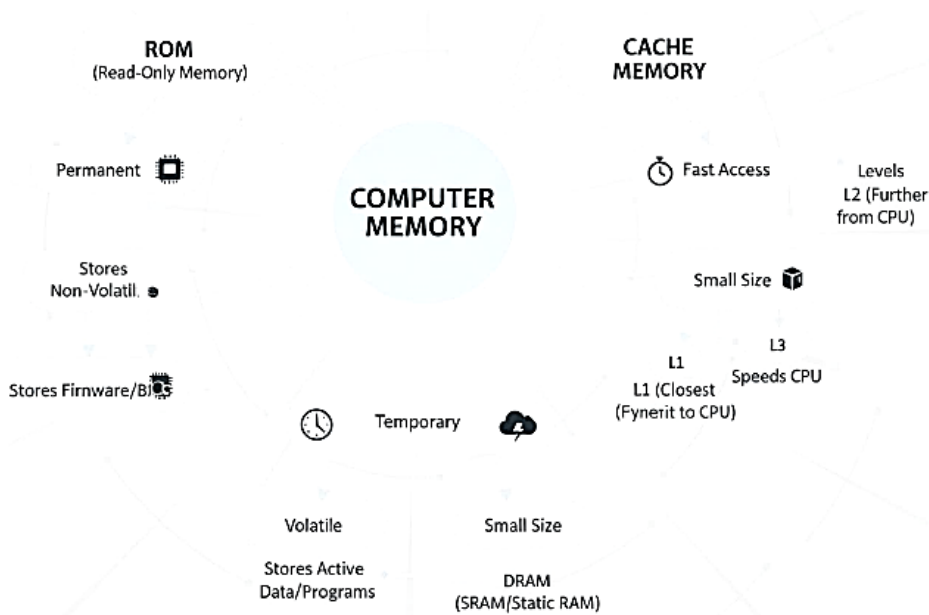 ROM
(Read-Only Memory)
CACHE
MEMORY
Permanent
Fast Access
Levels
L2 (Further
from CPU)
COMPUTER
MEMORY
Stores
Non-Volatil.
Small Size
L1
L1 (Closest
(Fynerit to CPU)
L3
Speeds CPU
Stores Firnware/
Temporary
Volatile
Small Size
Stores Active
Data/Programs
DRAM
(SRAM/Static RAM)